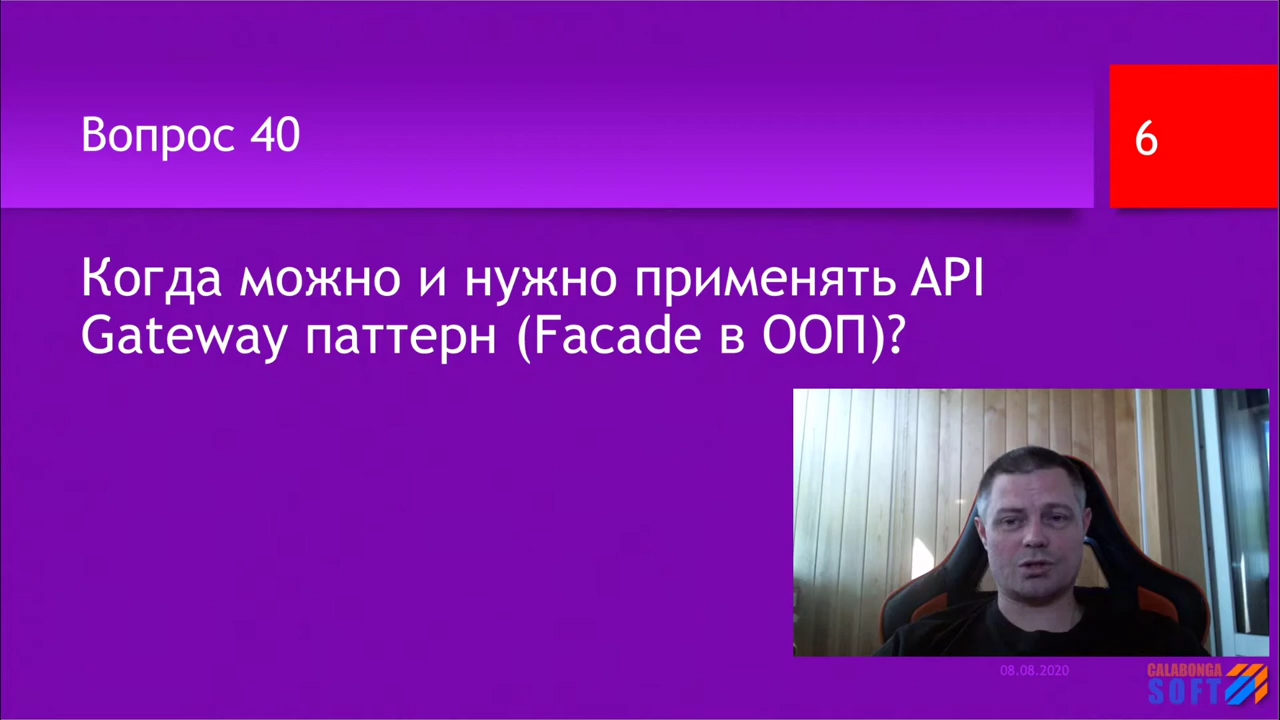 Вопрос 40
6
Когда можно и нужно применять API
Gateway паттерн (Facade в ООП)?
08.08.2020
CALABONGA
SOFT